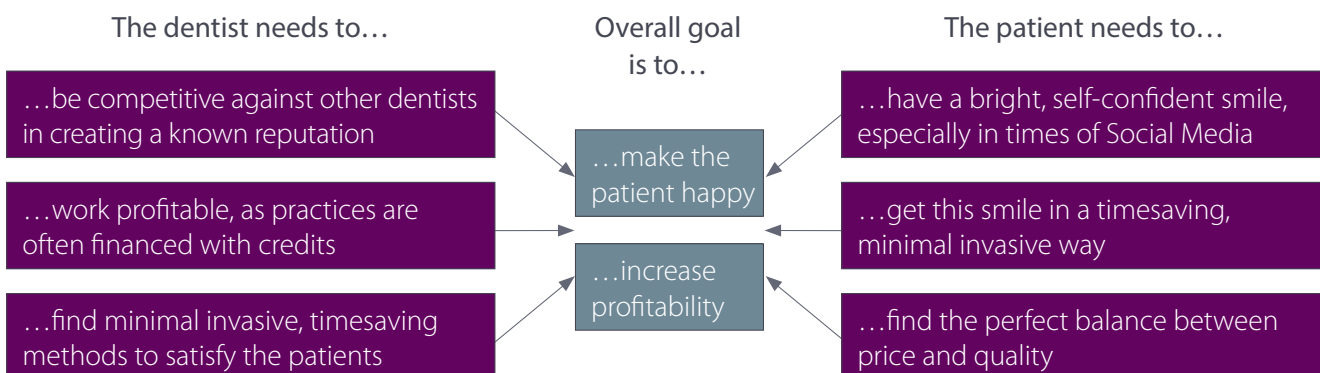 The dentist needs to…
…be competitive against other dentists
in creating a known reputation
…work profitable, as practices are
often financed with credits
…find minimal invasive, timesaving
methods to satisfy the patients
Overall goal
is to…
…make the
patient happy
…increase
profitability
The patient needs to…
…have a bright, self-confident smile,
especially in times of Social Media
…get this smile in a timesaving,
minimal invasive way
…find the perfect balance between
price and quality